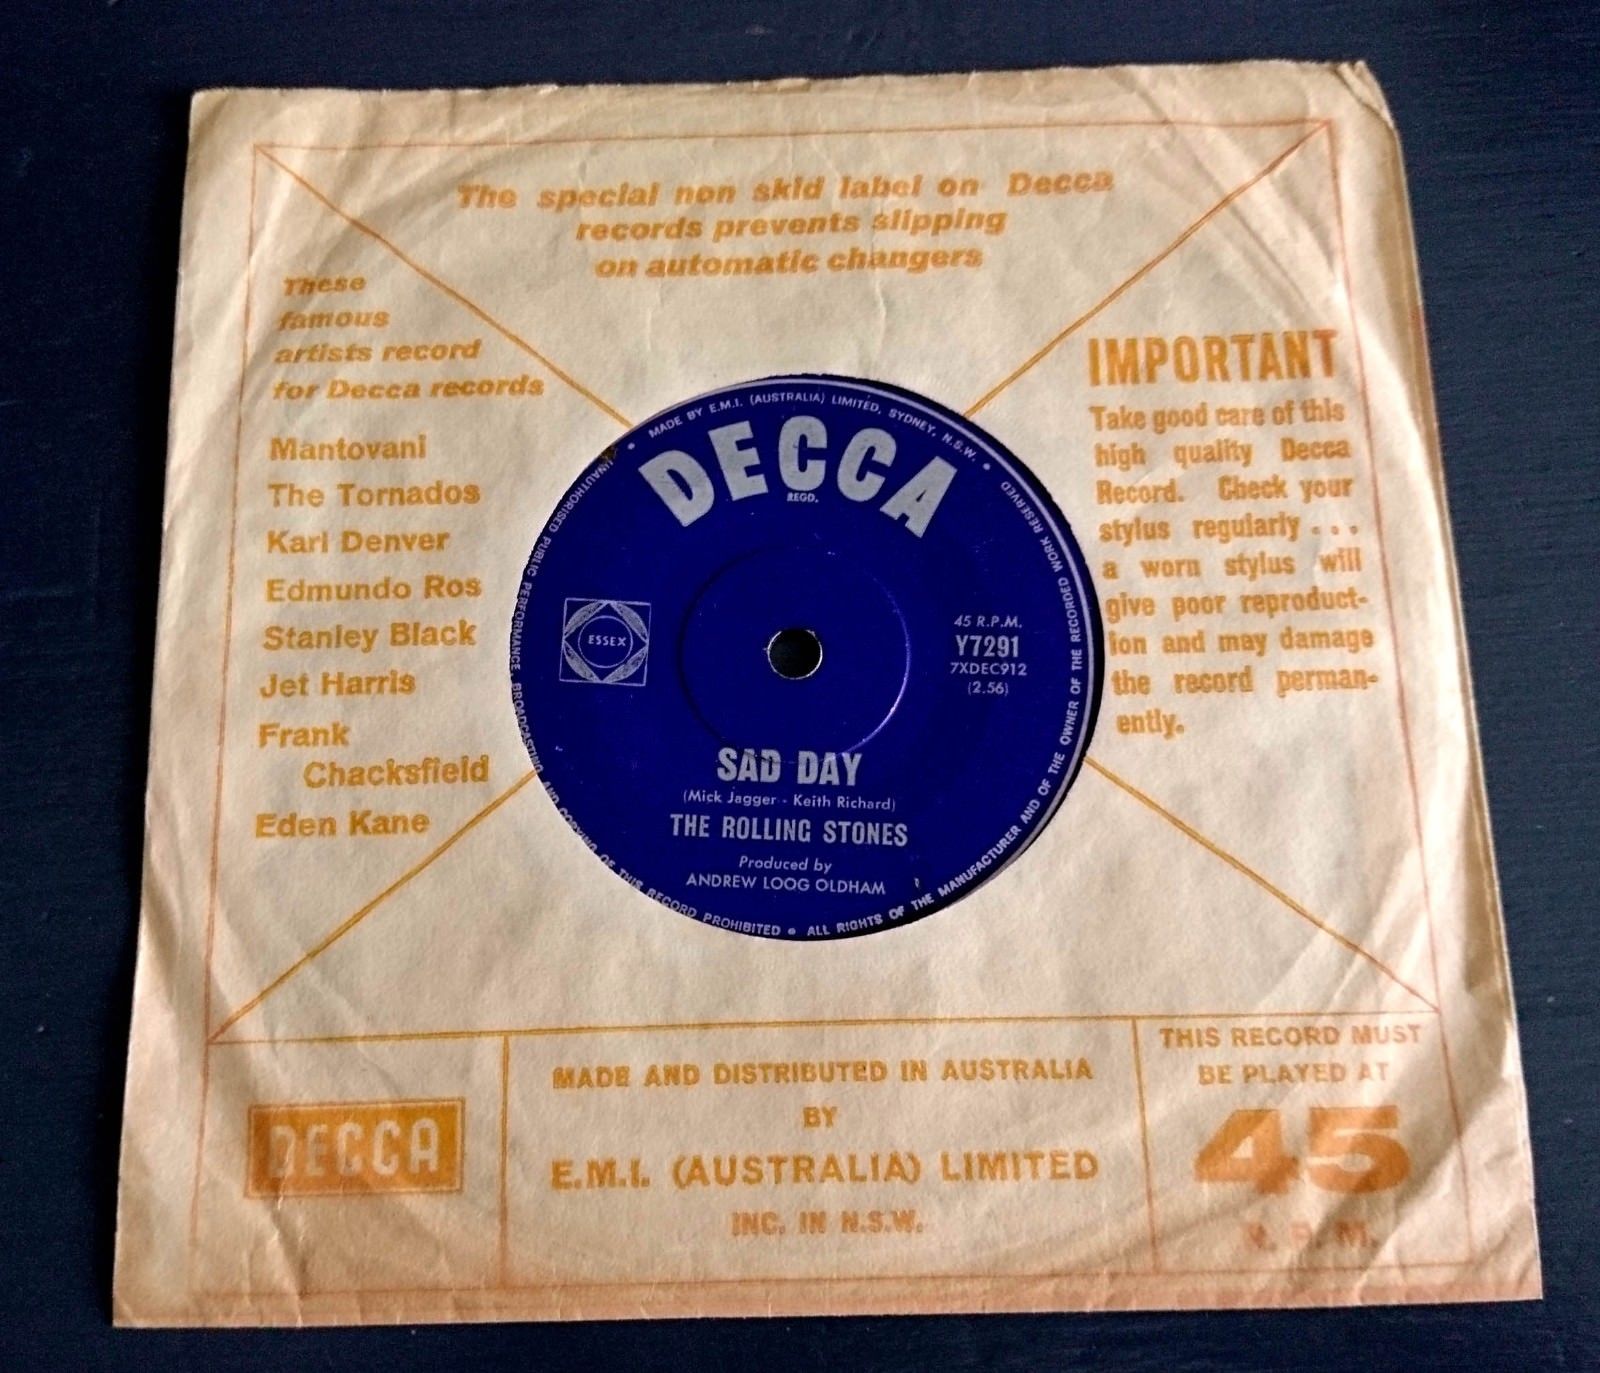 The special non skid label on Decca
records prevents slipping
on automatic changers
These
famous
artists record
for Decca records
Mantovani
The Tornados
Karl Denver
Edmundo Ros
Stanley Black
Jet Harris
Frank
Chacksfield
Eden Kane
IMPORTANT
Take good care of this
high quality Decca
Record. Check your
stylus regularly . . .
a worn stylus will
give poor reproduct-
ion and may damage
the record perman-
ently.
MADE BY E.M.I. (AUSTRALIA) LIMITED, SYDNEY, N.S.W. •
ALL RIGHTS OF THE MANUFACTURER AND OF THE OWNER OF THE RECORDED WORK RESERVED
UNAUTHORISED PUBLIC PERFORMANCE, BROADCASTING AND COPYING OF THIS RECORD PROHIBITED •
DECCA
REGD.
ESSEX
45 R.P.M.
Y7291
7XDEC912
(2.56)
SAD DAY
(Mick Jagger - Keith Richard)
THE ROLLING STONES
Produced by
ANDREW LOOG OLDHAM
DECCA
MADE AND DISTRIBUTED IN AUSTRALIA
BY
E.M.I. (AUSTRALIA) LIMITED
INC. IN N.S.W.
THIS RECORD MUST
BE PLAYED AT
45
R.P.M.